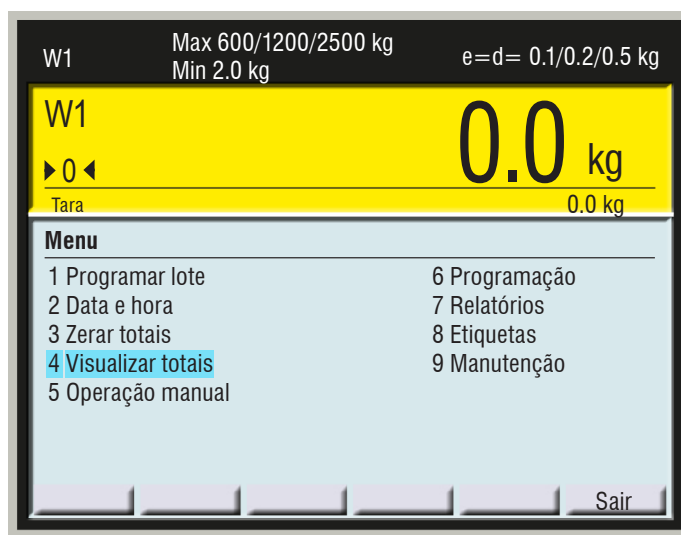 W1
Max 600/1200/2500 kg
Min 2.0 kg
e=d= 0.1/0.2/0.5 kg
W1
0.0 kg
▶0◀
Tara
0.0 kg
Menu
1 Programar lote
2 Data e hora
3 Zerar totais
4 Visualizar totais
5 Operação manual
6 Programação
7 Relatórios
8 Etiquetas
9 Manutenção
Sair